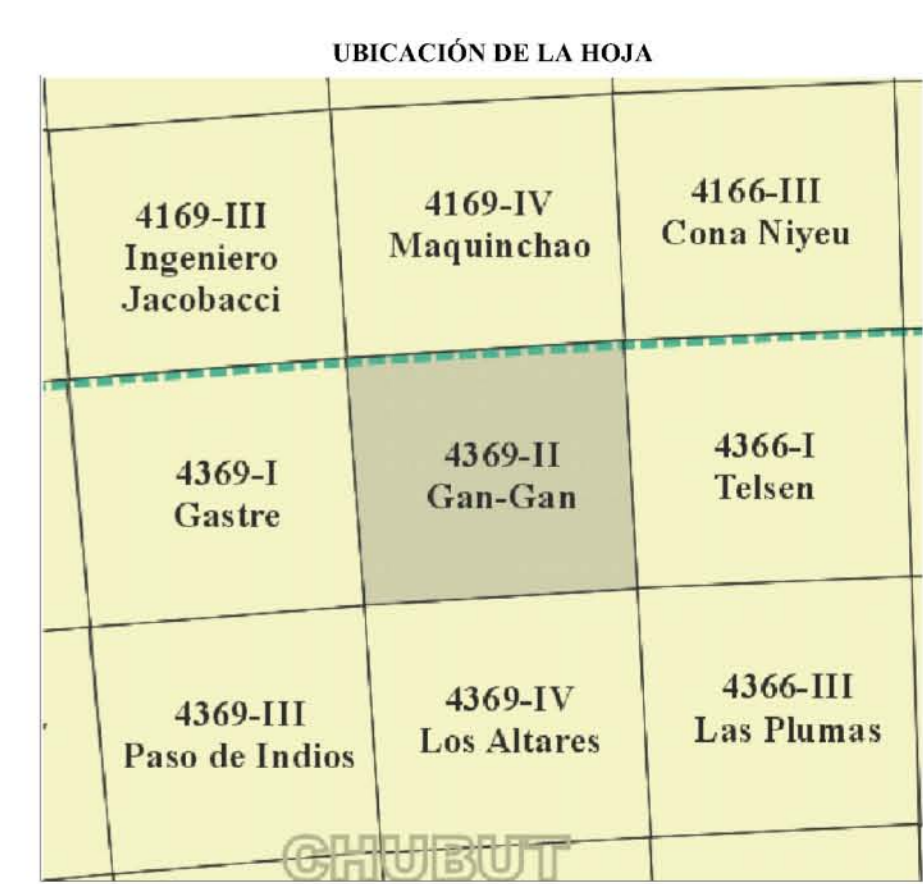 UBICACIÓN DE LA HOJA
4169-III
Ingeniero
Jacobacci
4169-IV
Maquinchao
4166-III
Cona Niyeu
4369-I
Gastre
4369-II
Gan-Gan
4366-I
Telsen
4369-III
Paso de Indios
4369-IV
Los Altares
4366-III
Las Plumas
CHUBUT